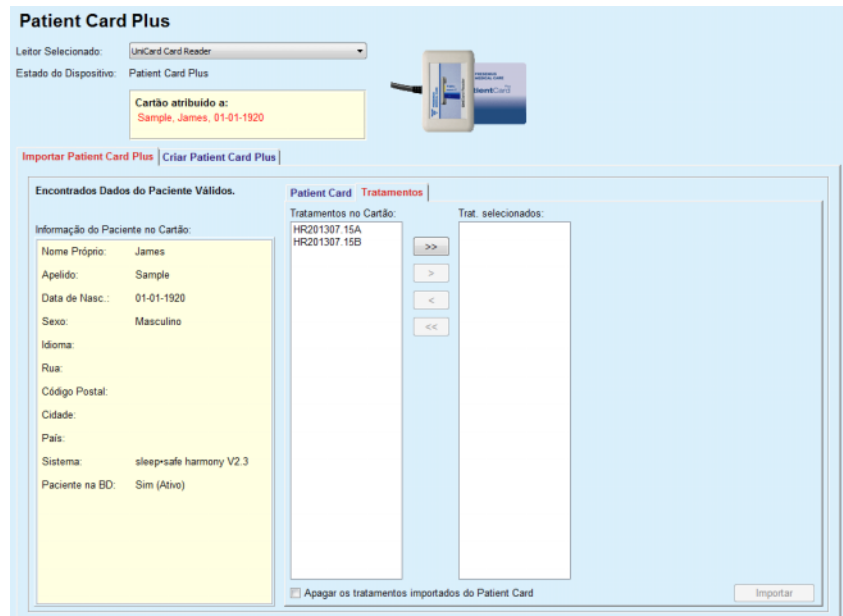 Patient Card Plus
Leitor Selecionado: UniCard Card Reader
Estado do Dispositivo: Patient Card Plus
Cartão atribuído a:
Sample, James, 01-01-1920
Importar Patient Card Plus Criar Patient Card Plus
Encontrados Dados do Paciente Válidos.
Informação do Paciente no Cartão:
Nome Próprio: James
Apelido: Sample
Data de Nasc.: 01-01-1920
Sexo: Masculino
Idioma:
Rua:
Código Postal:
Cidade:
País:
Sistema: sleep•safe harmony V2.3
Paciente na BD: Sim (Ativo)
Patient Card Tratamentos
Tratamentos no Cartão: Trat. selecionados:
HR201307.15A
HR201307.15B
>>
>
<
<<
Apagar os tratamentos importados do Patient Card
Importar